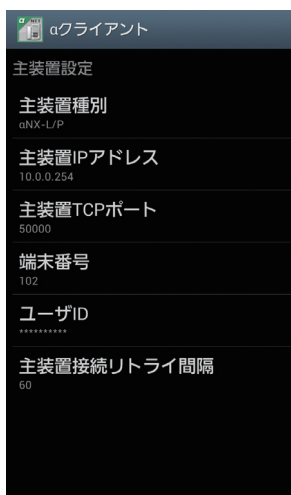 αクライアント
主装置設定
主装置種別
αNX-L/P
主装置IPアドレス
10.0.0.254
主装置TCPポート
50000
端末番号
102
ユーザID
**********
主装置接続リトライ間隔
60